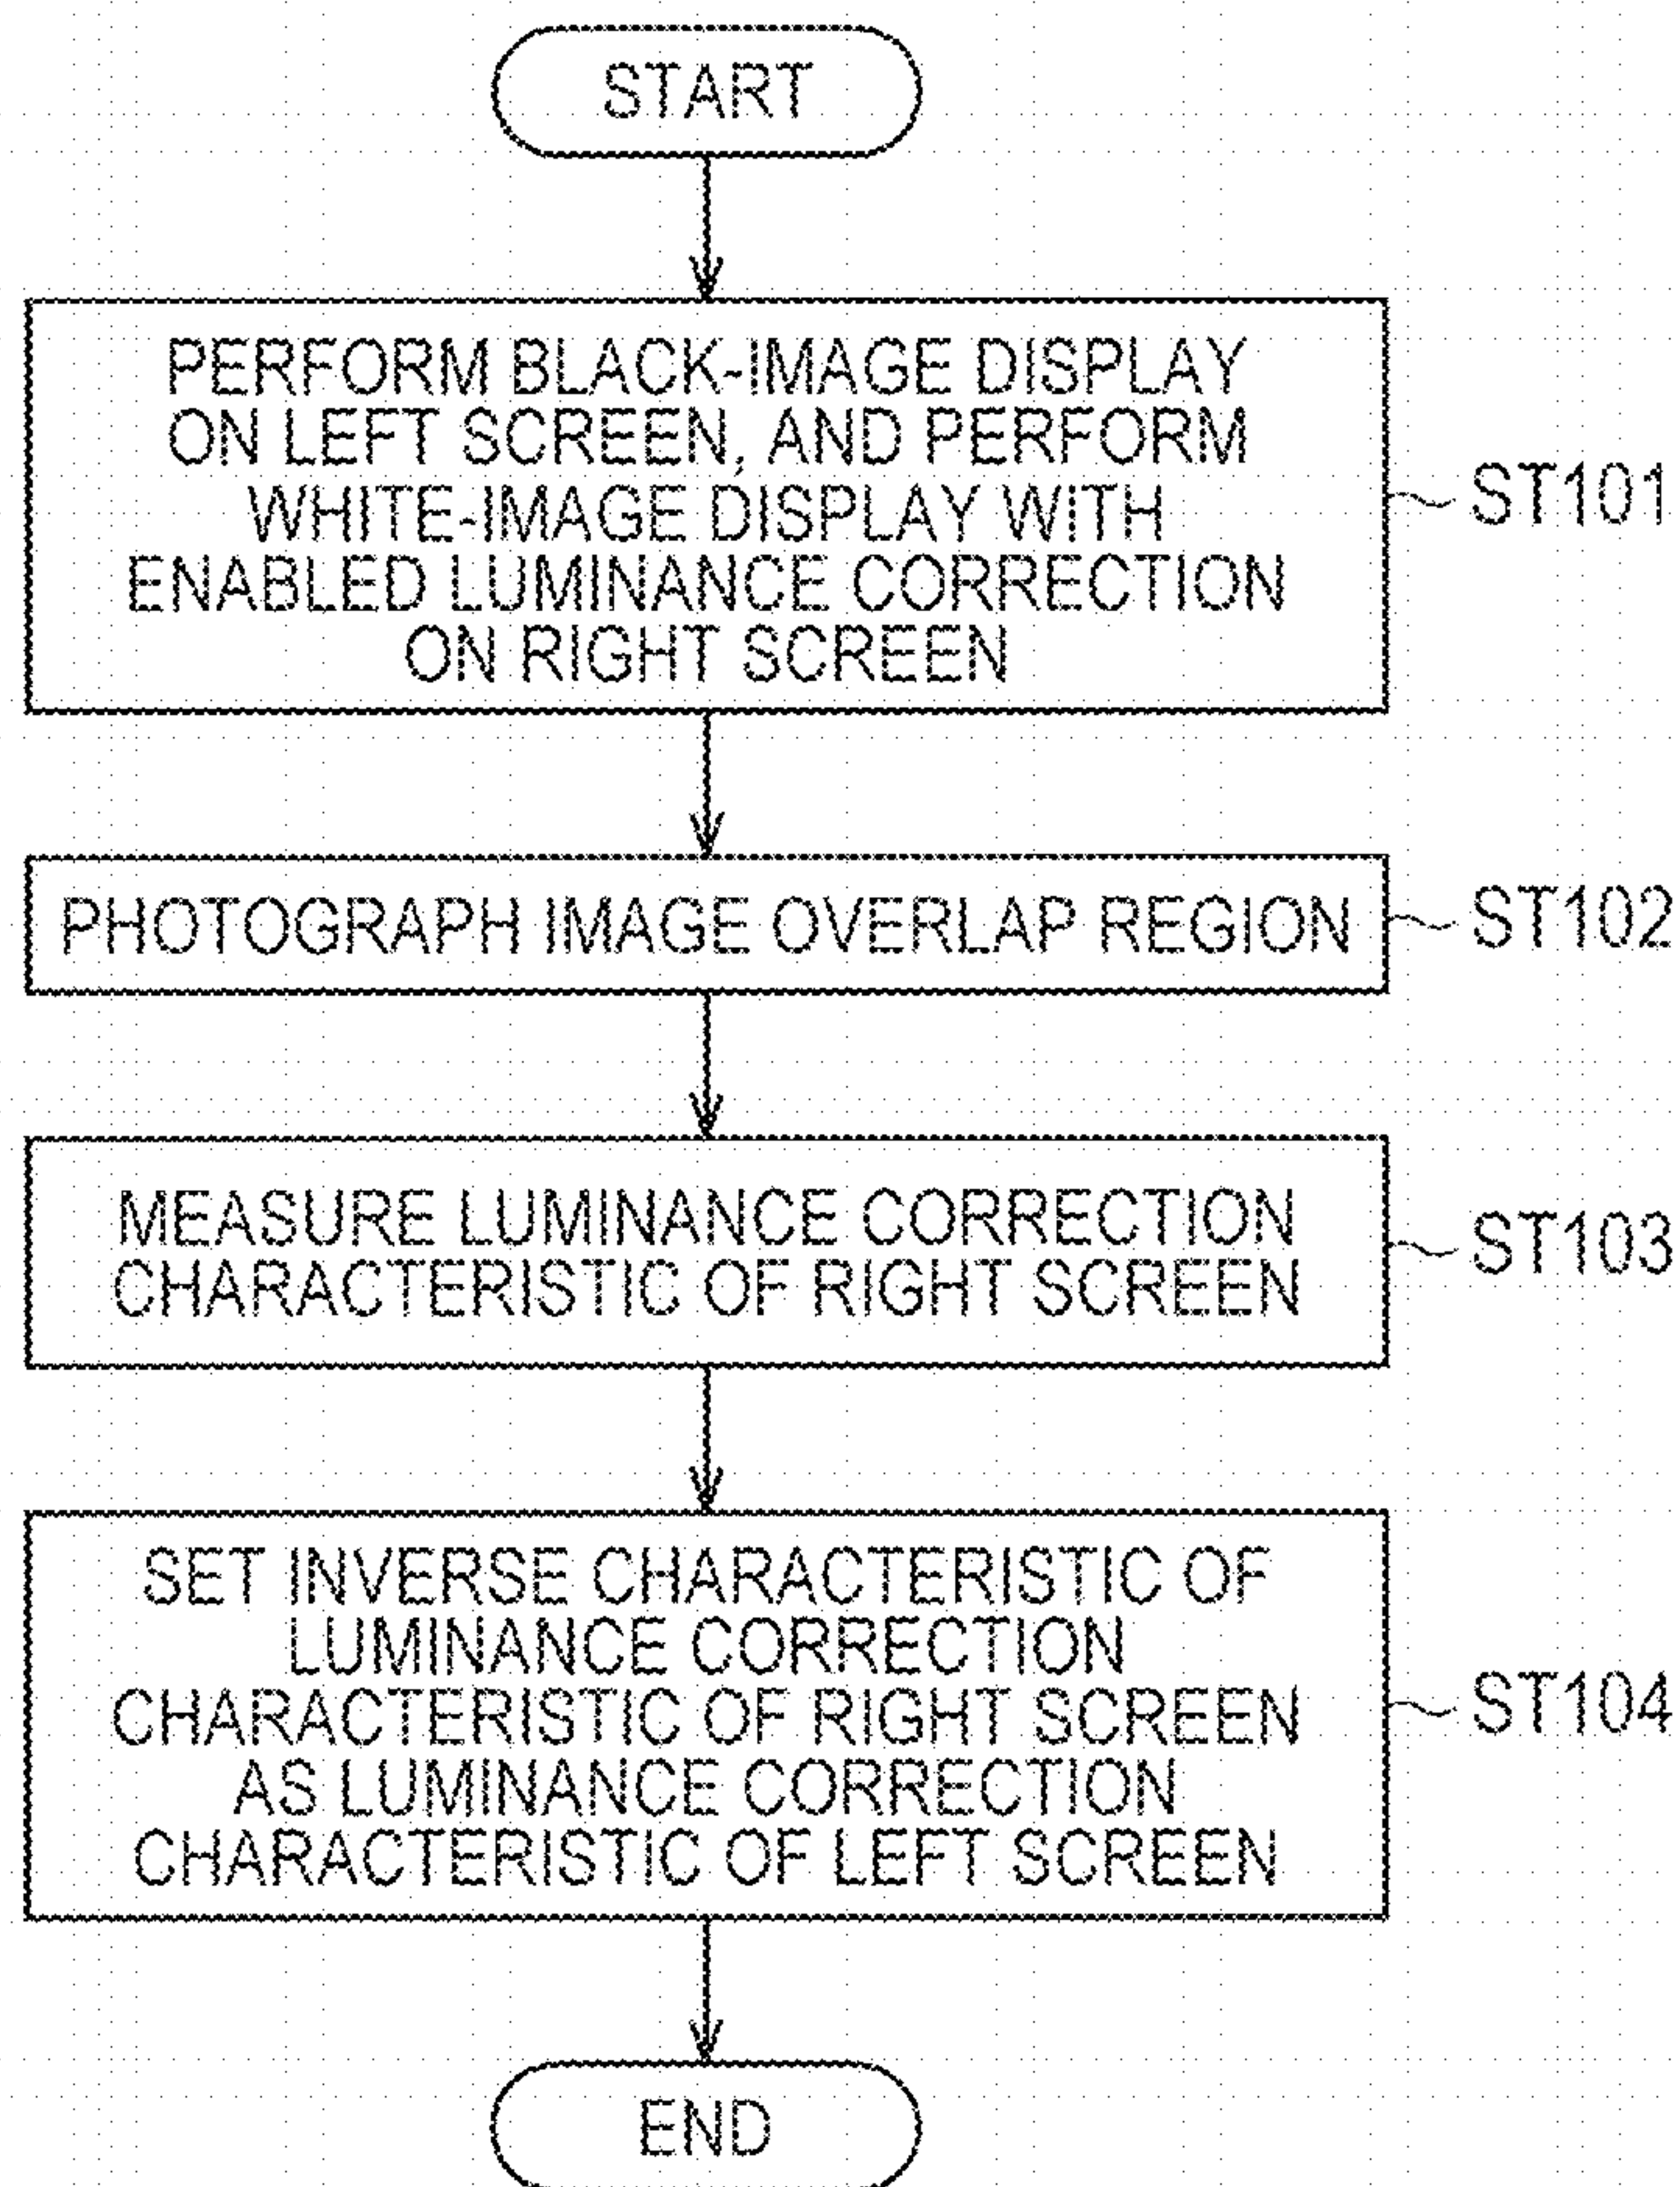 START
PERFORM BLACK-IMAGE DISPLAY
ON LEFT SCREEN, AND PERFORM
WHITE-IMAGE DISPLAY WITH
ENABLED LUMINANCE CORRECTION
ON RIGHT SCREEN
ST101
PHOTOGRAPH IMAGE OVERLAP REGION
ST102
MEASURE LUMINANCE CORRECTION
CHARACTERISTIC OF RIGHT SCREEN
ST103
SET INVERSE CHARACTERISTIC OF
LUMINANCE CORRECTION
CHARACTERISTIC OF RIGHT SCREEN
AS LUMINANCE CORRECTION
CHARACTERISTIC OF LEFT SCREEN
ST104
END